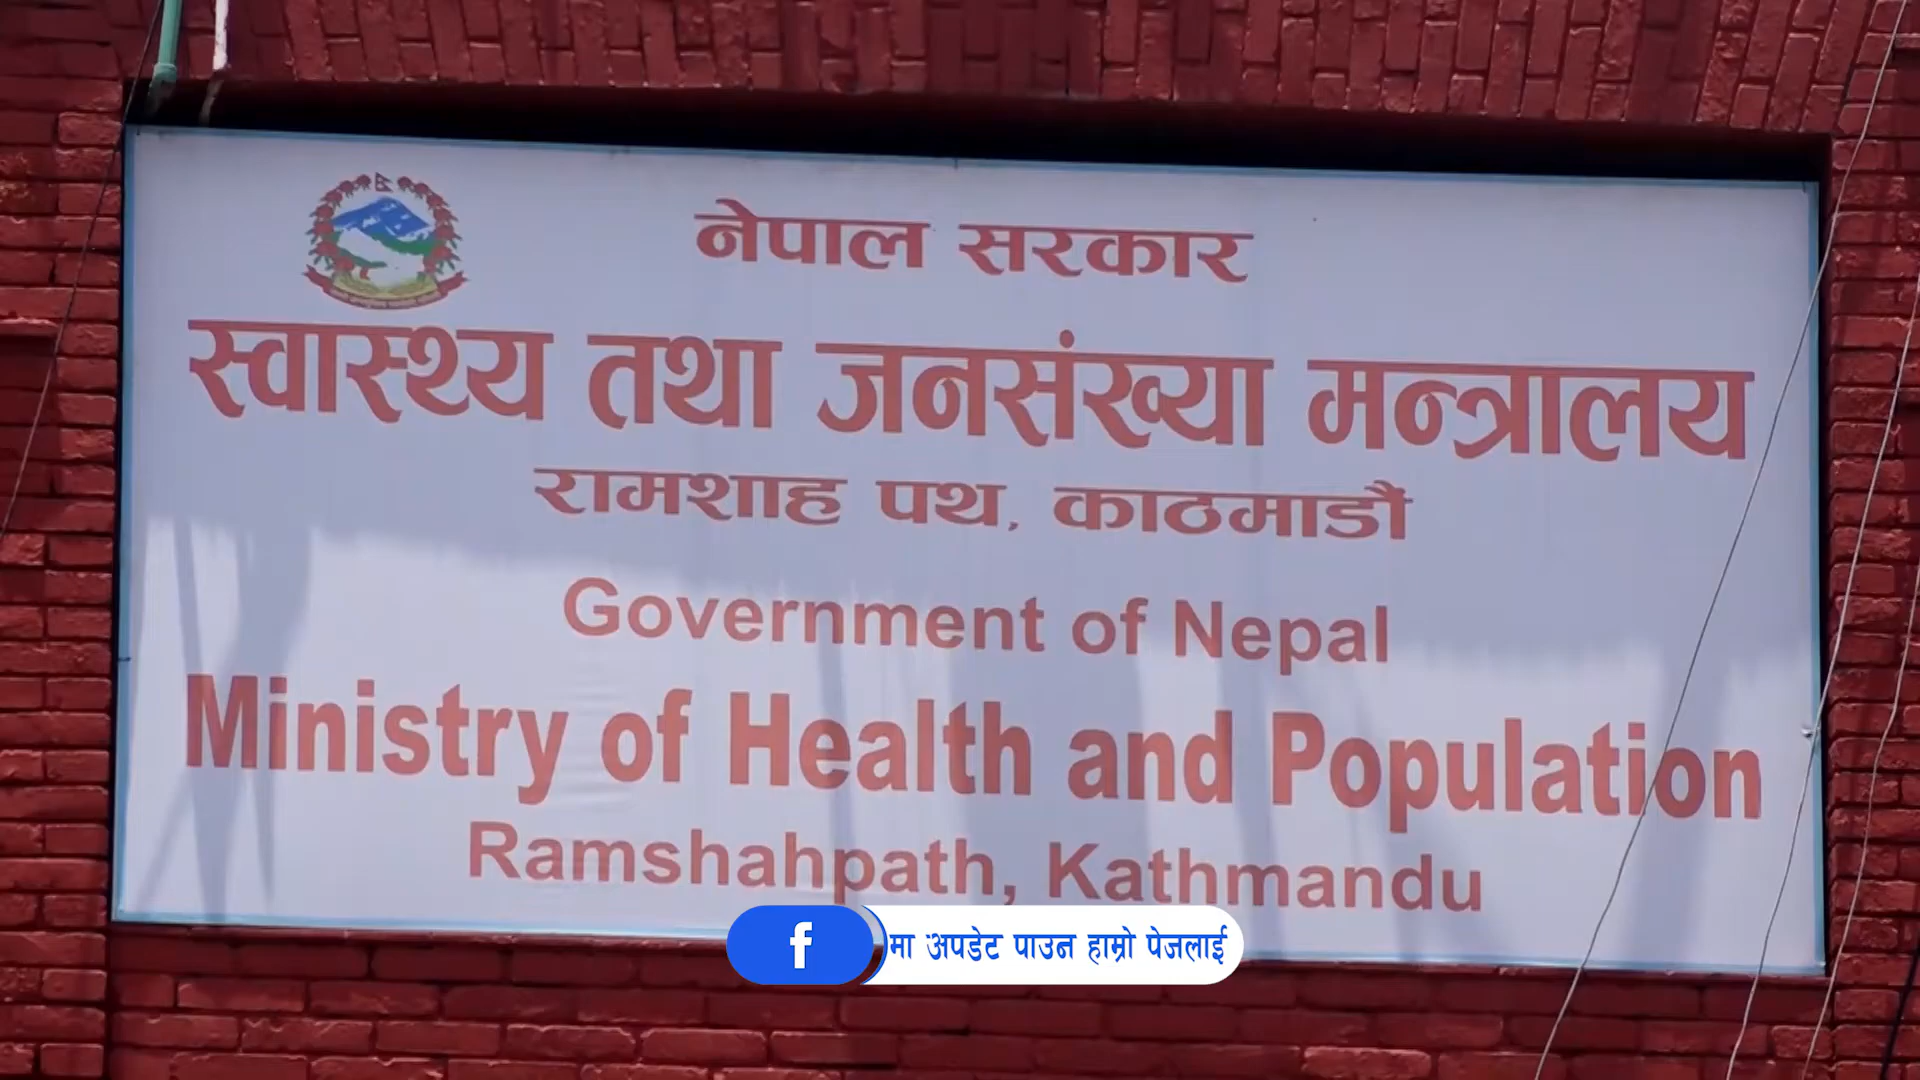 नेपाल सरकार
स्वास्थ्य तथा जनसंख्या मन्त्रालय
रामशाह पथ, काठमाडौं
Government of Nepal
Ministry of Health and Population
Ramshahpath, Kathmandu
f मा अपडेट पाउन हाम्रो पेजलाई